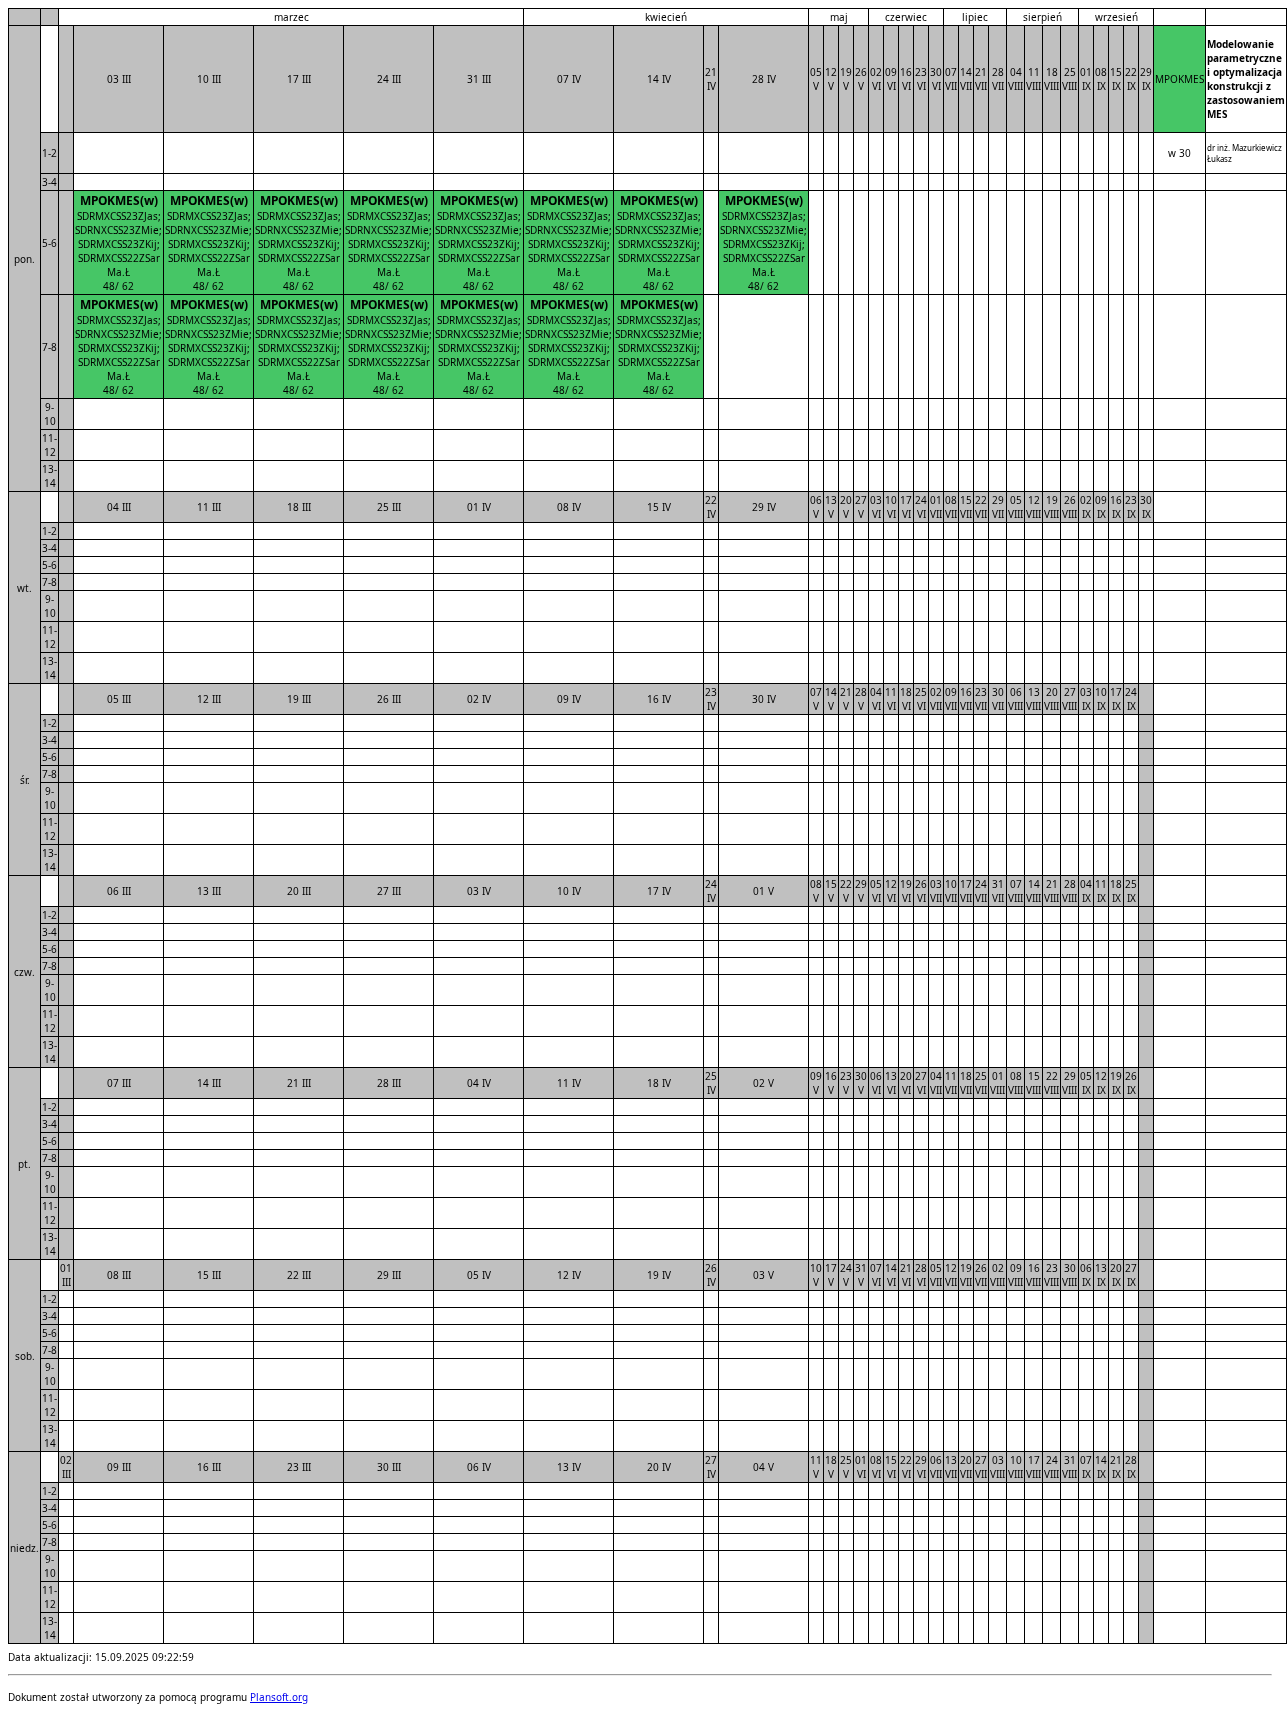 marzec kwiecień maj czerwiec lipiec sierpień wrzesień
pon. 03 III 10 III 17 III 24 III 31 III 07 IV 14 IV 21 IV 28 IV 05 V 12 V 19 V 26 V 02 VI 09 VI 16 VI 23 VI 30 VI 07 VII 14 VII 21 VII 28 VII 04 VIII 11 VIII 18 VIII 25 VIII 01 IX 08 IX 15 IX 22 IX 29 IX MPOKMES Modelowanie parametryczne i optymalizacja konstrukcji z zastosowaniem MES
1-2 w 30 dr inż. Mazurkiewicz Łukasz
3-4
5-6
MPOKMES(w) MPOKMES(w) MPOKMES(w) MPOKMES(w) MPOKMES(w) MPOKMES(w) MPOKMES(w) MPOKMES(w)
SDRMXCSS23ZJas; SDRMXCSS23ZJas; SDRMXCSS23ZJas; SDRMXCSS23ZJas; SDRMXCSS23ZJas; SDRMXCSS23ZJas; SDRMXCSS23ZJas; SDRMXCSS23ZJas;
SDRNXCSS23ZMie; SDRNXCSS23ZMie; SDRNXCSS23ZMie; SDRNXCSS23ZMie; SDRNXCSS23ZMie; SDRNXCSS23ZMie; SDRNXCSS23ZMie; SDRNXCSS23ZMie;
SDRMXCSS23ZKij; SDRMXCSS23ZKij; SDRMXCSS23ZKij; SDRMXCSS23ZKij; SDRMXCSS23ZKij; SDRMXCSS23ZKij; SDRMXCSS23ZKij; SDRMXCSS23ZKij;
SDRMXCSS22ZSar SDRMXCSS22ZSar SDRMXCSS22ZSar SDRMXCSS22ZSar SDRMXCSS22ZSar SDRMXCSS22ZSar SDRMXCSS22ZSar SDRMXCSS22ZSar
Ma.Ł Ma.Ł Ma.Ł Ma.Ł Ma.Ł Ma.Ł Ma.Ł Ma.Ł
48/ 62 48/ 62 48/ 62 48/ 62 48/ 62 48/ 62 48/ 62 48/ 62
7-8
MPOKMES(w) MPOKMES(w) MPOKMES(w) MPOKMES(w) MPOKMES(w) MPOKMES(w) MPOKMES(w)
SDRMXCSS23ZJas; SDRMXCSS23ZJas; SDRMXCSS23ZJas; SDRMXCSS23ZJas; SDRMXCSS23ZJas; SDRMXCSS23ZJas; SDRMXCSS23ZJas;
SDRNXCSS23ZMie; SDRNXCSS23ZMie; SDRNXCSS23ZMie; SDRNXCSS23ZMie; SDRNXCSS23ZMie; SDRNXCSS23ZMie; SDRNXCSS23ZMie;
SDRMXCSS23ZKij; SDRMXCSS23ZKij; SDRMXCSS23ZKij; SDRMXCSS23ZKij; SDRMXCSS23ZKij; SDRMXCSS23ZKij; SDRMXCSS23ZKij;
SDRMXCSS22ZSar SDRMXCSS22ZSar SDRMXCSS22ZSar SDRMXCSS22ZSar SDRMXCSS22ZSar SDRMXCSS22ZSar SDRMXCSS22ZSar
Ma.Ł Ma.Ł Ma.Ł Ma.Ł Ma.Ł Ma.Ł Ma.Ł
48/ 62 48/ 62 48/ 62 48/ 62 48/ 62 48/ 62 48/ 62
9-10
11-12
13-14
wt. 04 III 11 III 18 III 25 III 01 IV 08 IV 15 IV 22 IV 29 IV 06 V 13 V 20 V 27 V 03 VI 10 VI 17 VI 24 VI 01 VII 08 VII 15 VII 22 VII 29 VII 05 VIII 12 VIII 19 VIII 26 VIII 02 IX 09 IX 16 IX 23 IX 30 IX
1-2
3-4
5-6
7-8
9-10
11-12
13-14
śr. 05 III 12 III 19 III 26 III 02 IV 09 IV 16 IV 23 IV 30 IV 07 V 14 V 21 V 28 V 04 VI 11 VI 18 VI 25 VI 02 VII 09 VII 16 VII 23 VII 30 VII 06 VIII 13 VIII 20 VIII 27 VIII 03 IX 10 IX 17 IX 24 IX
1-2
3-4
5-6
7-8
9-10
11-12
13-14
czw. 06 III 13 III 20 III 27 III 03 IV 10 IV 17 IV 24 IV 01 V 08 V 15 V 22 V 29 V 05 VI 12 VI 19 VI 26 VI 03 VII 10 VII 17 VII 24 VII 31 VII 07 VIII 14 VIII 21 VIII 28 VIII 04 IX 11 IX 18 IX 25 IX
1-2
3-4
5-6
7-8
9-10
11-12
13-14
pt. 07 III 14 III 21 III 28 III 04 IV 11 IV 18 IV 25 IV 02 V 09 V 16 V 23 V 30 V 06 VI 13 VI 20 VI 27 VI 04 VII 11 VII 18 VII 25 VII 01 VIII 08 VIII 15 VIII 22 VIII 29 VIII 05 IX 12 IX 19 IX 26 IX
1-2
3-4
5-6
7-8
9-10
11-12
13-14
sob. 01 III 08 III 15 III 22 III 29 III 05 IV 12 IV 19 IV 26 IV 03 V 10 V 17 V 24 V 31 V 07 VI 14 VI 21 VI 28 VI 05 VII 12 VII 19 VII 26 VII 02 VIII 09 VIII 16 VIII 23 VIII 30 VIII 06 IX 13 IX 20 IX 27 IX
1-2
3-4
5-6
7-8
9-10
11-12
13-14
niedz. 02 III 09 III 16 III 23 III 30 III 06 IV 13 IV 20 IV 27 IV 04 V 11 V 18 V 25 V 01 VI 08 VI 15 VI 22 VI 29 VI 06 VII 13 VII 20 VII 27 VII 03 VIII 10 VIII 17 VIII 24 VIII 31 VIII 07 IX 14 IX 21 IX 28 IX
1-2
3-4
5-6
7-8
9-10
11-12
13-14
Data aktualizacji: 15.09.2025 09:22:59
Dokument został utworzony za pomocą programu Plansoft.org